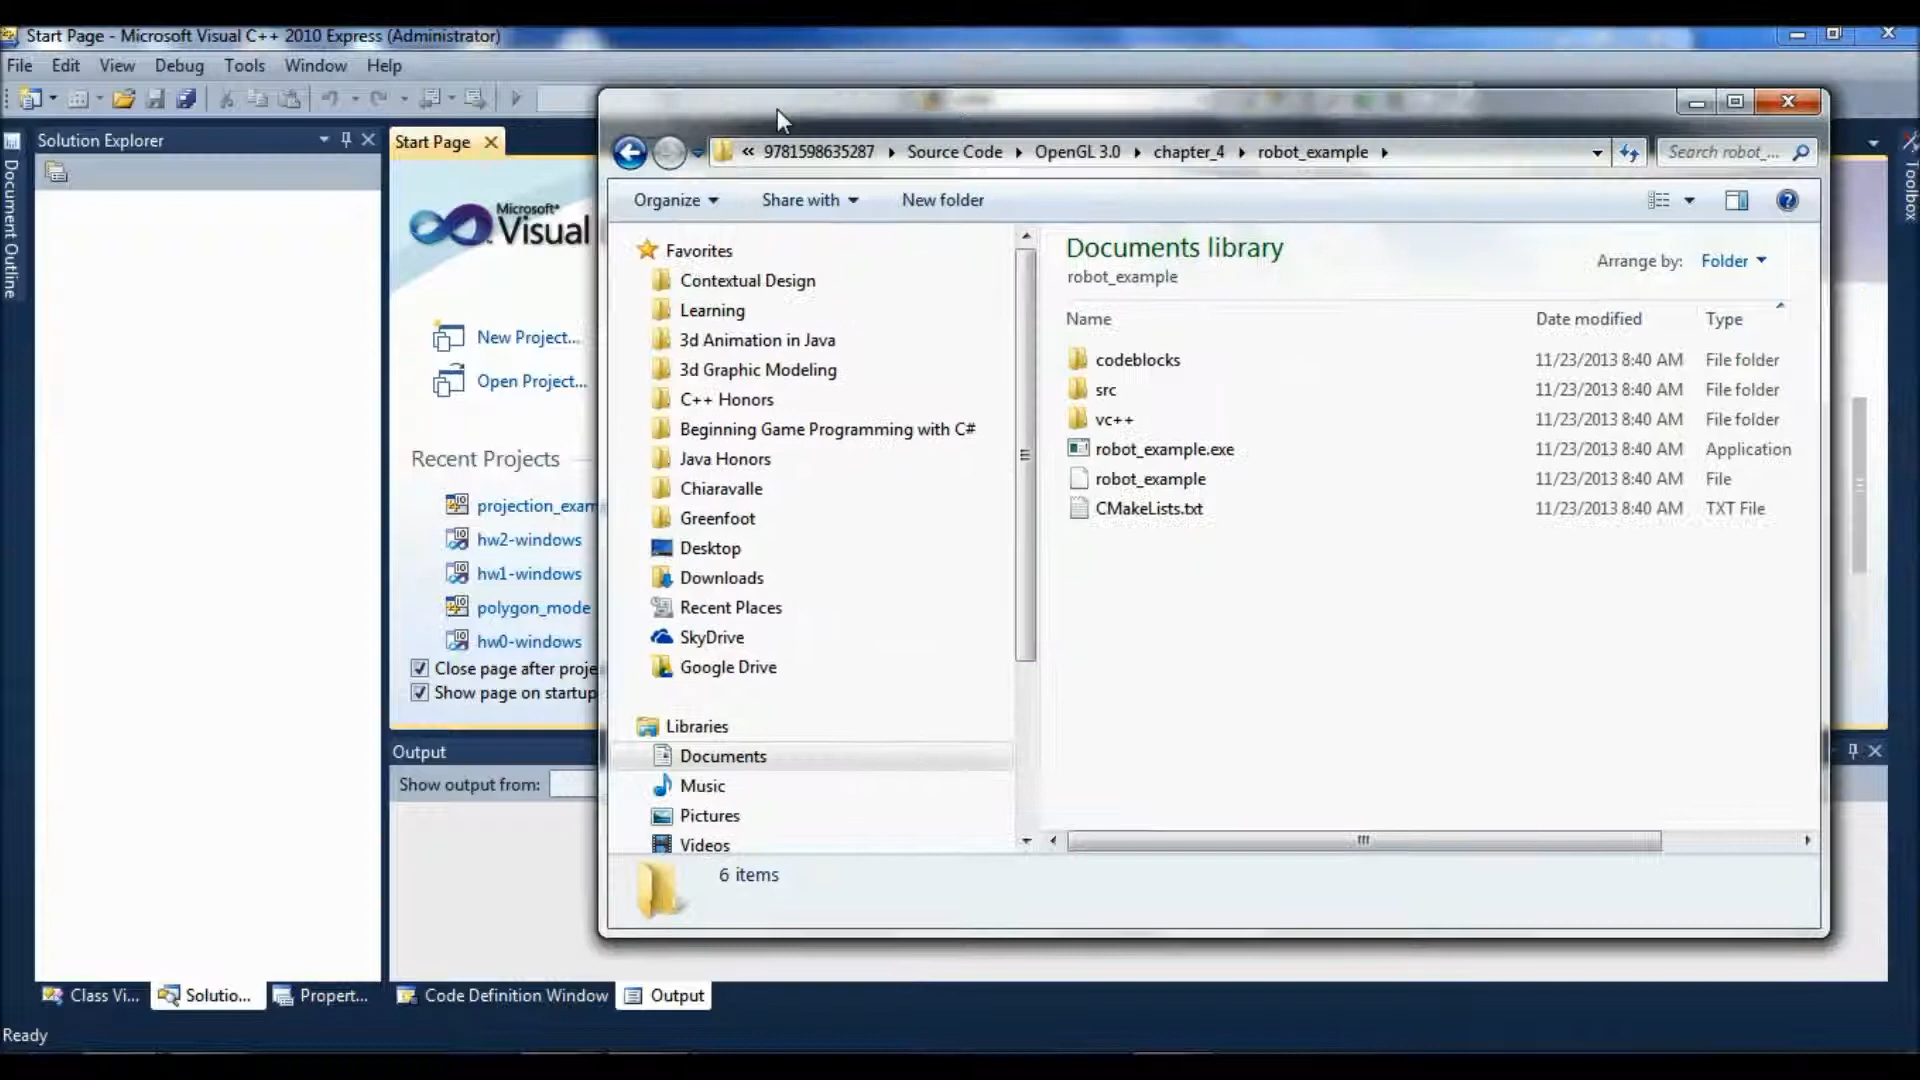 Start Page - Microsoft Visual C++ 2010 Express (Administrator)
File Edit View Debug Tools Window Help
Solution Explorer
Start Page
Document Outline
Toolbox
Microsoft®
Visual
New Project...
Open Project...
Recent Projects
projection_exam
hw2-windows
hw1-windows
polygon_mode
hw0-windows
Close page after proje
Show page on startup
Output
Show output from:
Class Vi... Solutio... Propert... Code Definition Window Output
Ready
« 9781598635287 Source Code OpenGL 3.0 chapter_4 robot_example
Search robot_...
Organize Share with New folder
Favorites
Contextual Design
Learning
3d Animation in Java
3d Graphic Modeling
C++ Honors
Beginning Game Programming with C#
Java Honors
Chiaravalle
Greenfoot
Desktop
Downloads
Recent Places
SkyDrive
Google Drive
Libraries
Documents
Music
Pictures
Videos
Documents library
robot_example
Arrange by: Folder
Name Date modified Type
codeblocks 11/23/2013 8:40 AM File folder
src 11/23/2013 8:40 AM File folder
vc++ 11/23/2013 8:40 AM File folder
robot_example.exe 11/23/2013 8:40 AM Application
robot_example 11/23/2013 8:40 AM File
CMakeLists.txt 11/23/2013 8:40 AM TXT File
6 items